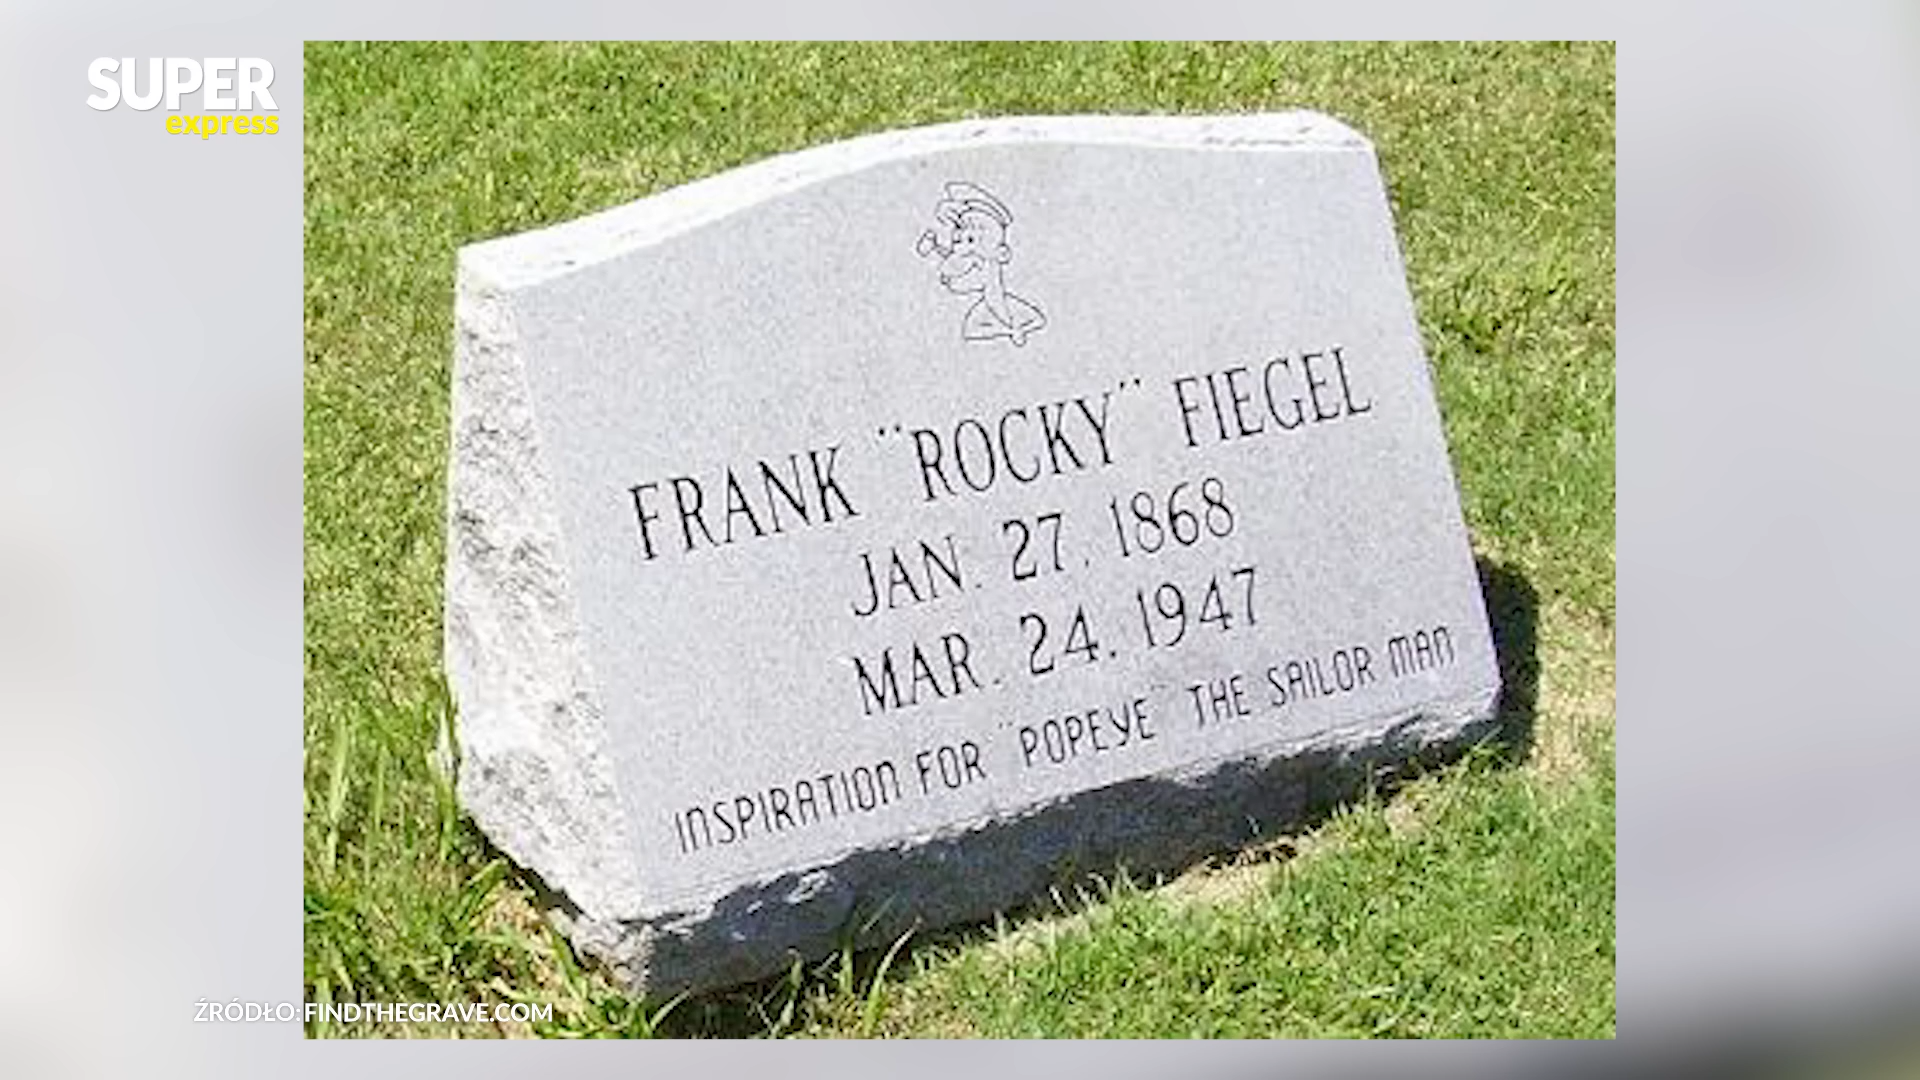 SUPER
express
FRANK "ROCKY" FIEGEL
JAN. 27, 1868
MAR. 24, 1947
INSPIRATION FOR "POPEYE" THE SAILOR MAN
ŹRÓDŁO: FINDTHEGRAVE.COM